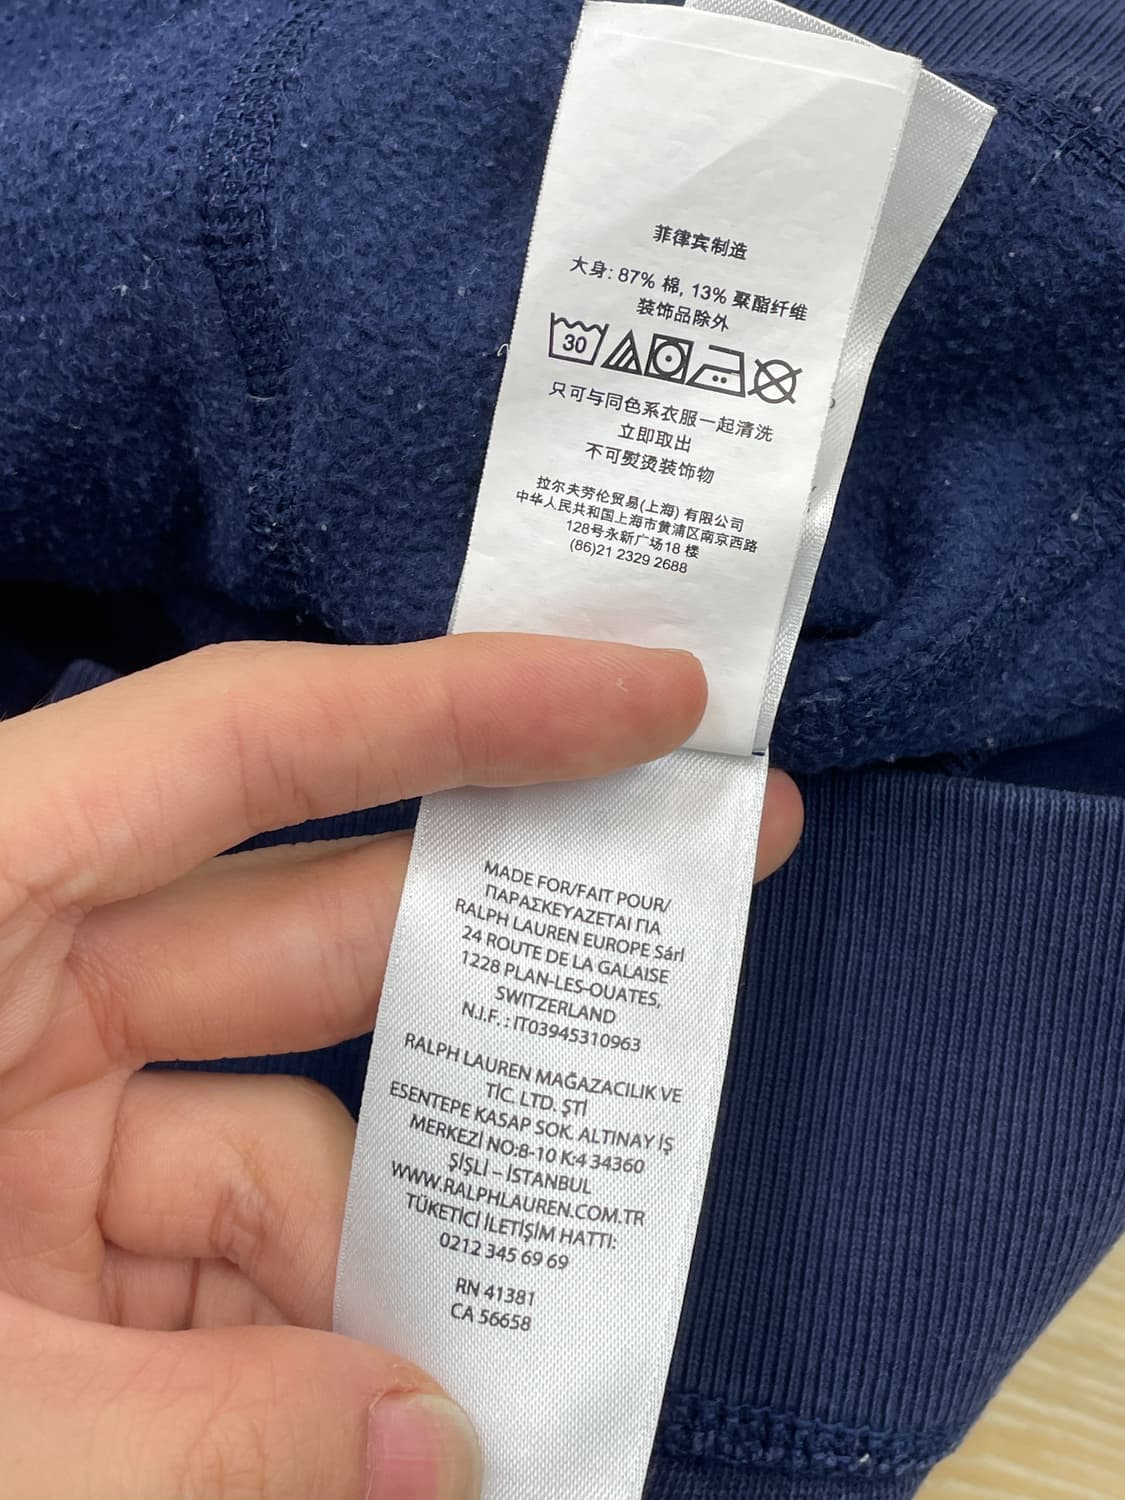 菲律宾制造
大身: 87% 棉, 13% 聚酯纤维
装饰品除外
30
只可与同色系衣服一起清洗
立即取出
不可熨烫装饰物
拉尔夫劳伦贸易(上海) 有限公司
中华人民共和国上海市黄浦区南京西路
128号永新广场18 楼
(86)21 2329 2688
MADE FOR/FAIT POUR/
ΠΑΡΑΣΚΕΥΑΖΕΤΑΙ ΓΙΑ
RALPH LAUREN EUROPE Sárl
24 ROUTE DE LA GALAISE
1228 PLAN-LES-OUATES,
SWITZERLAND
N.I.F. : IT03945310963
RALPH LAUREN MAĞAZACILIK VE
TİC. LTD. ŞTİ
ESENTEPE KASAP SOK. ALTINAY İŞ
MERKEZİ NO:8-10 K:4 34360
ŞİŞLİ – İSTANBUL
WWW.RALPHLAUREN.COM.TR
TÜKETİCİ İLETİŞİM HATTI:
0212 345 69 69
RN 41381
CA 56658